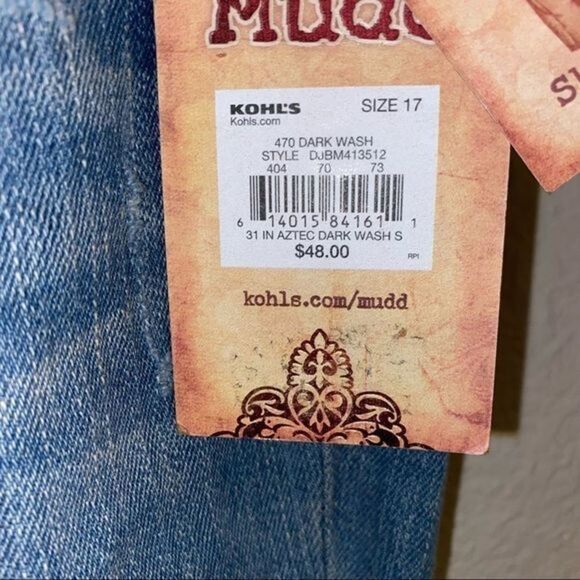 Mudd
KOHL'S SIZE 17
Kohls.com
470 DARK WASH
STYLE DJBM413512
404 70 73
6 14015 84161 1
31 IN AZTEC DARK WASH S
$48.00
RPI
kohls.com/mudd